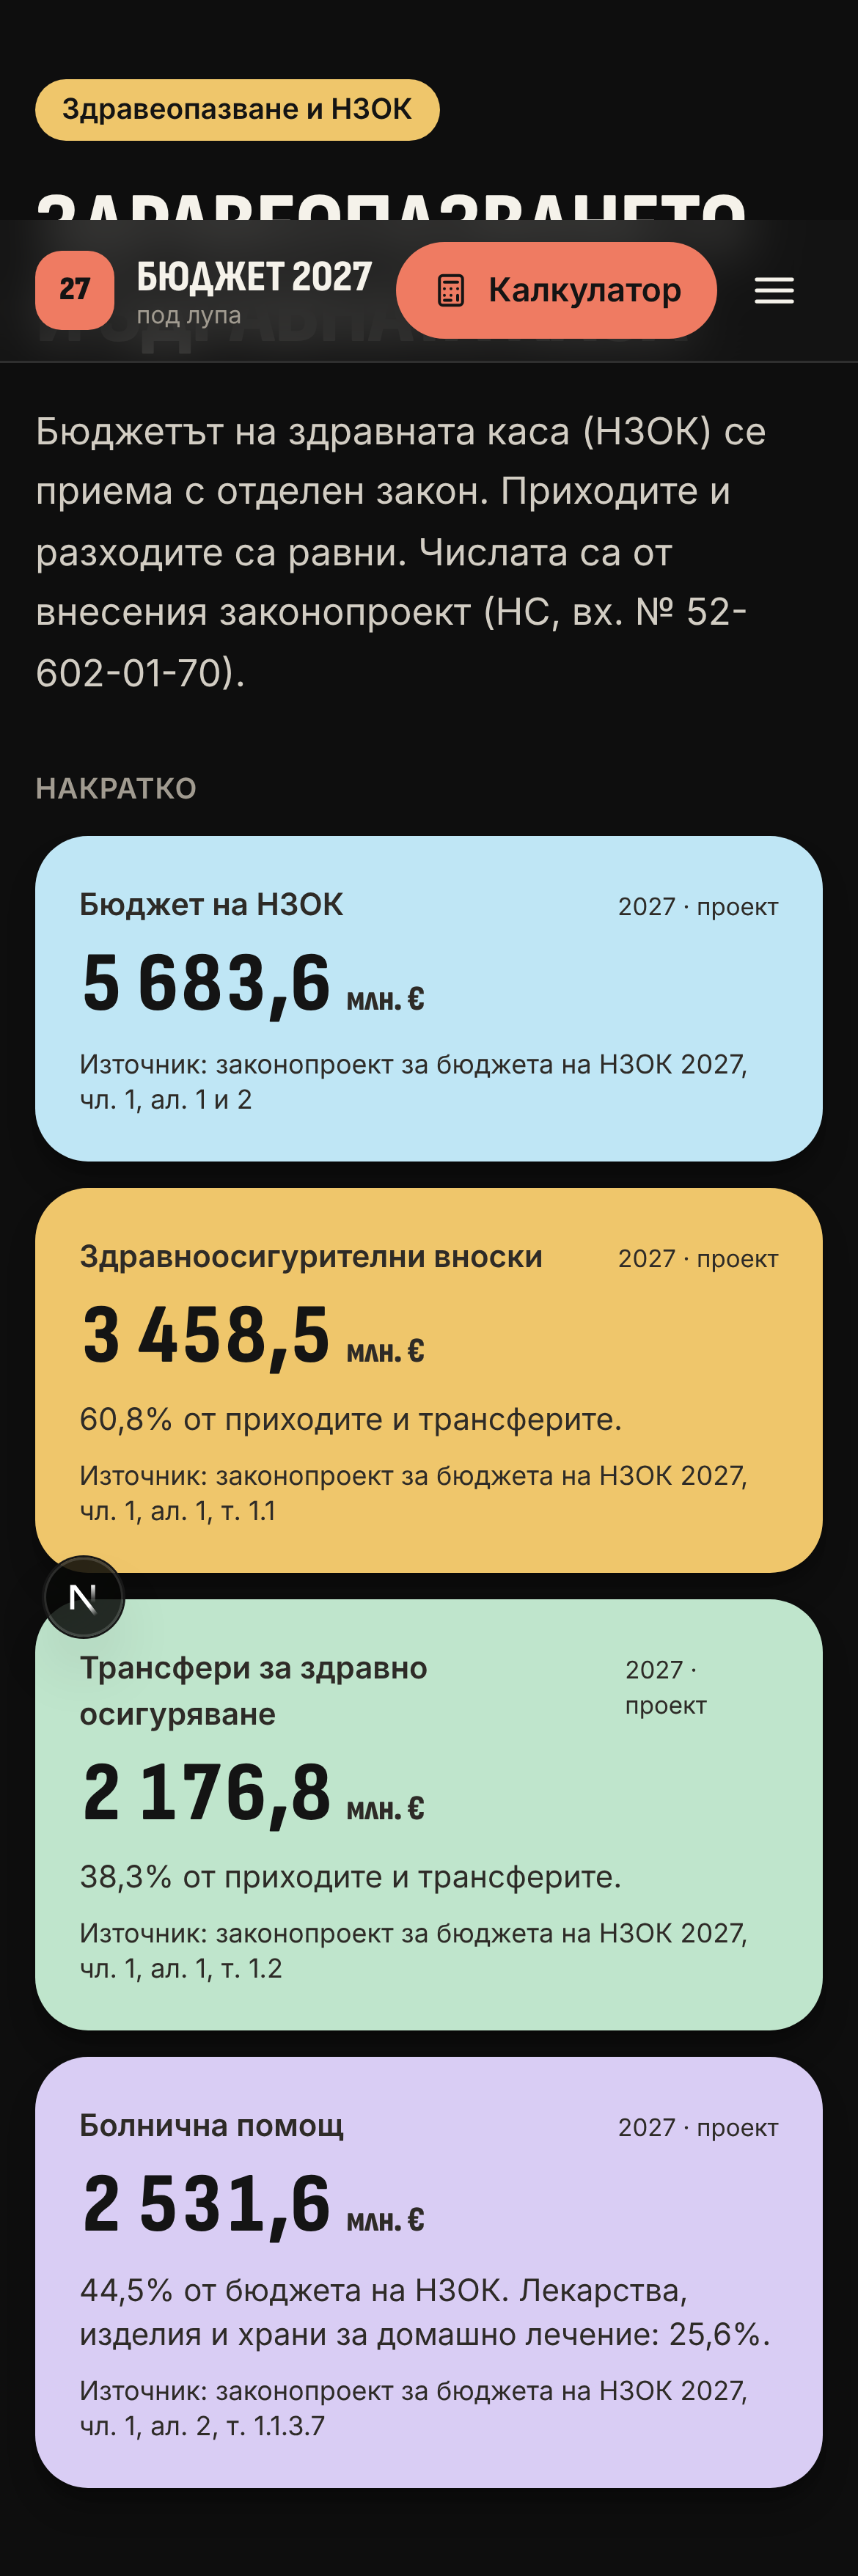 Здравеопазване и НЗОК
ЗДРАВЕОПАЗВАНЕТО
27
БЮДЖЕТ 2027
под лупа
Калкулатор
Бюджетът на здравната каса (НЗОК) се
приема с отделен закон. Приходите и
разходите са равни. Числата са от
внесения законопроект (НС, вх. № 52-
602-01-70).
НАКРАТКО
Бюджет на НЗОК
2027 · проект
5 683,6 млн. €
Източник: законопроект за бюджета на НЗОК 2027,
чл. 1, ал. 1 и 2
Здравноосигурителни вноски
2027 · проект
3 458,5 млн. €
60,8% от приходите и трансферите.
Източник: законопроект за бюджета на НЗОК 2027,
чл. 1, ал. 1, т. 1.1
N
Трансфери за здравно
осигуряване
2027 ·
проект
2 176,8 млн. €
38,3% от приходите и трансферите.
Източник: законопроект за бюджета на НЗОК 2027,
чл. 1, ал. 1, т. 1.2
Болнична помощ
2027 · проект
2 531,6 млн. €
44,5% от бюджета на НЗОК. Лекарства,
изделия и храни за домашно лечение: 25,6%.
Източник: законопроект за бюджета на НЗОК 2027,
чл. 1, ал. 2, т. 1.1.3.7